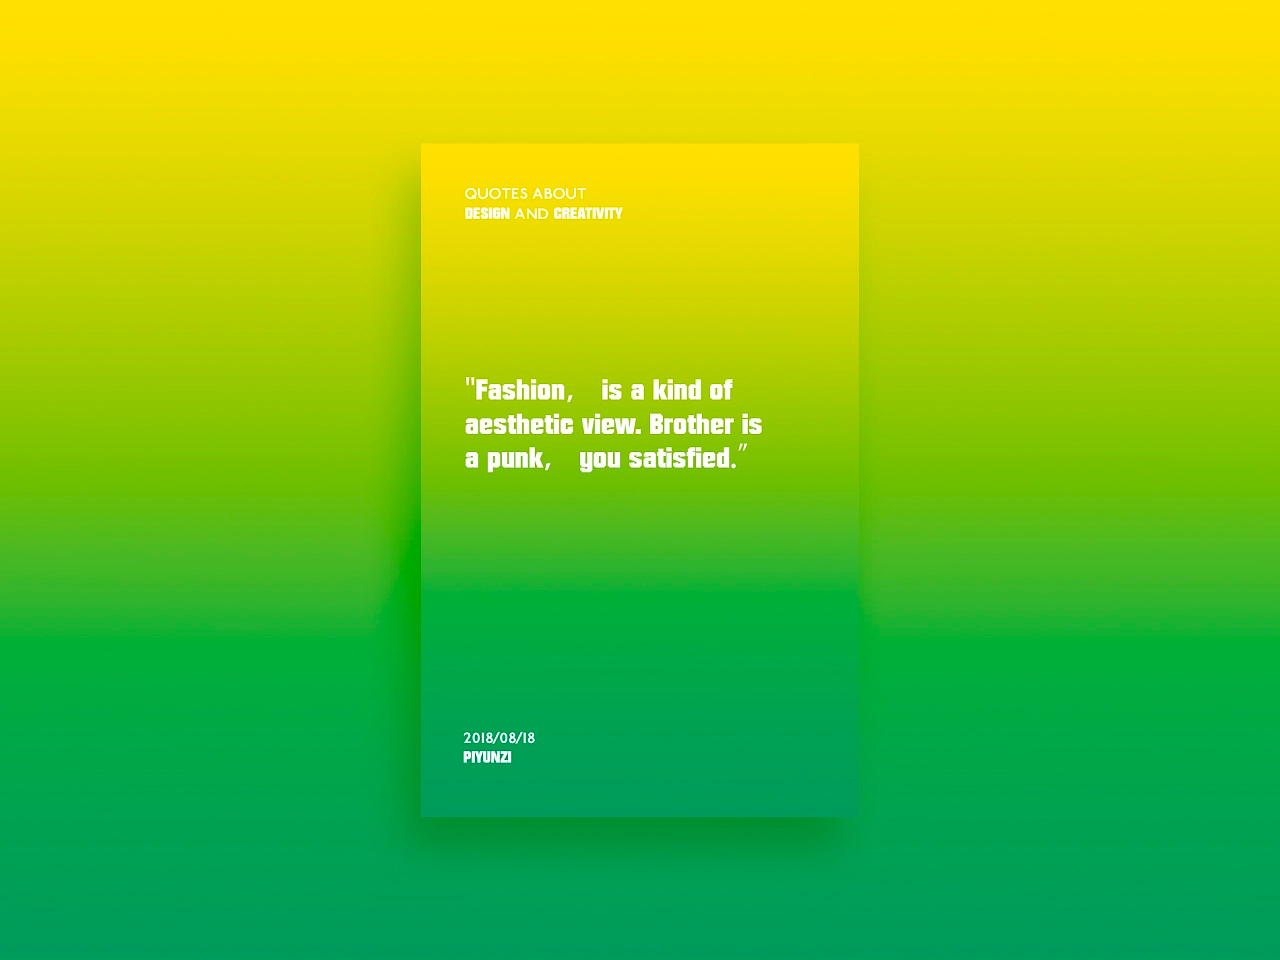 QUOTES ABOUT
DESIGN AND CREATIVITY
"Fashion， is a kind of
aesthetic view. Brother is
a punk， you satisfied.”
2018/08/18
PIYUNZI